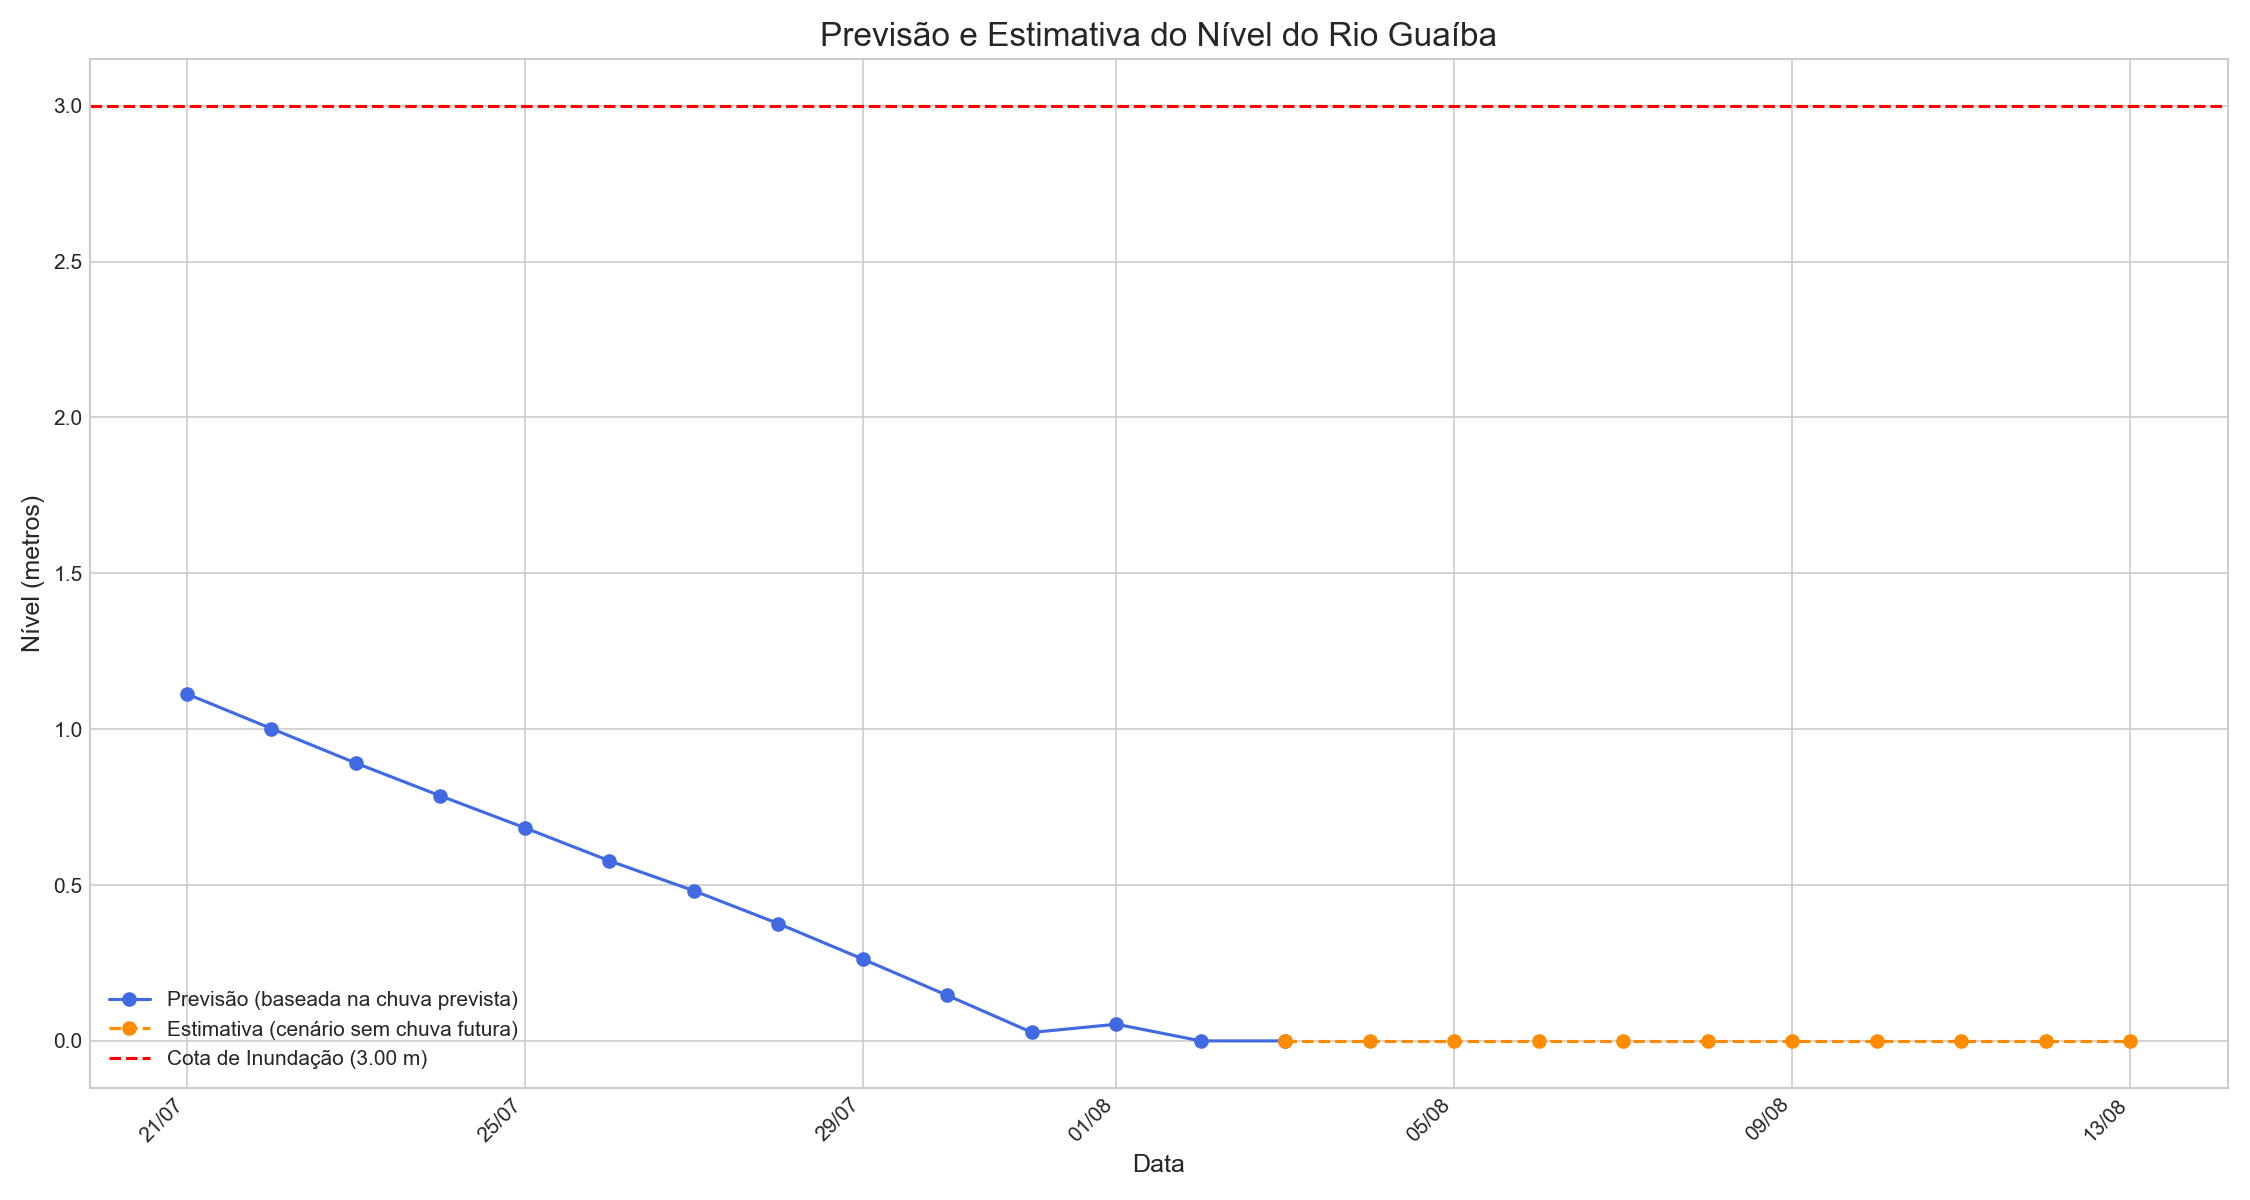 Previsão e Estimativa do Nível do Rio Guaíba
Nível (metros)
3.0
2.5
2.0
1.5
1.0
0.5
0.0
Previsão (baseada na chuva prevista)
Estimativa (cenário sem chuva futura)
Cota de Inundação (3.00 m)
21/07
25/07
29/07
01/08
05/08
09/08
13/08
Data